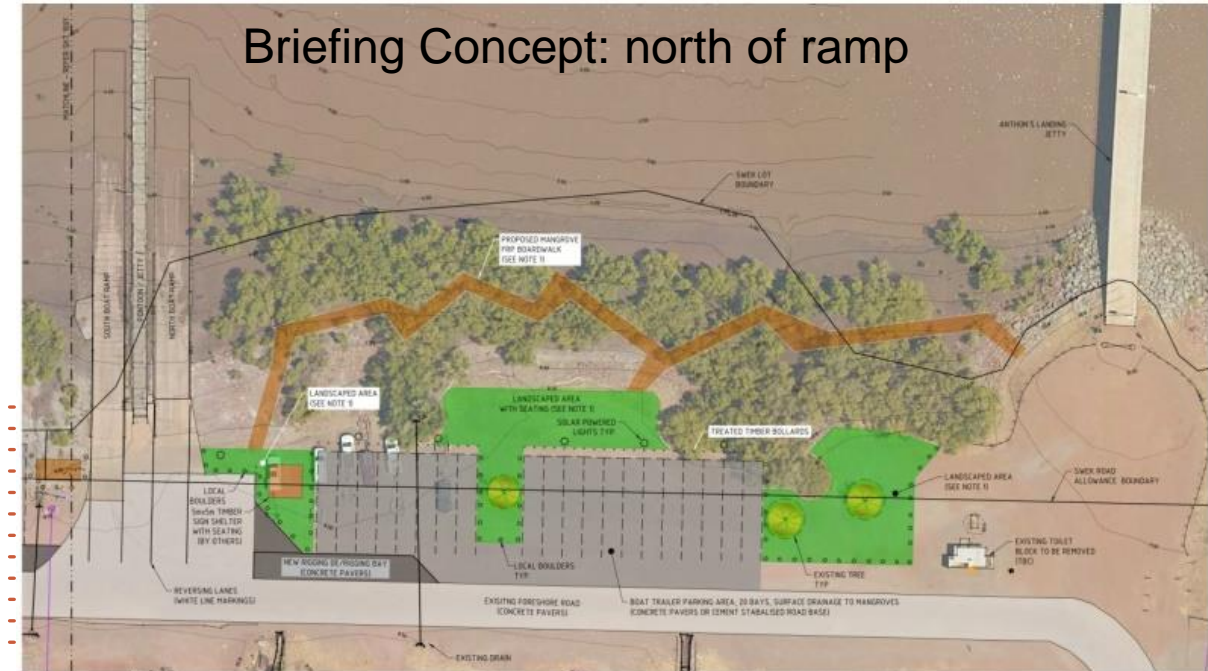 Briefing Concept: north of ramp
SOUTH BOAT RAMP
PONTOON / JETTY
NORTH BOAT RAMP
ANTHON'S LANDING
JETTY
SWEK LOT
BOUNDARY
PROPOSED MANGROVE
FRP BOARDWALK
(SEE NOTE 1)
LANDSCAPED AREA
(SEE NOTE 1)
LANDSCAPED AREA
WITH SEATING (SEE NOTE 1)
SOLAR POWERED
LIGHTS TYP
TREATED TIMBER BOLLARDS
LANDSCAPED AREA
(SEE NOTE 1)
SWEK ROAD
ALLOWANCE BOUNDARY
LOCAL
BOULDERS
5mx5m TIMBER
SIGN SHELTER
WITH SEATING
(BY OTHERS)
NEW RIGGING DE/RIGGING BAY
(CONCRETE PAVERS)
LOCAL BOULDERS
TYP
EXISTING TREE
TYP
EXISTING TOILET
BLOCK TO BE REMOVED
(TBC)
REVERSING LANES
(WHITE LINE MARKINGS)
EXISITNG FORESHORE ROAD
(CONCRETE PAVERS)
BOAT TRAILER PARKING AREA, 20 BAYS, SURFACE DRAINAGE TO MANGROVES
(CONCRETE PAVERS OR CEMENT STABALISED ROAD BASE)
EXISTING DRAIN